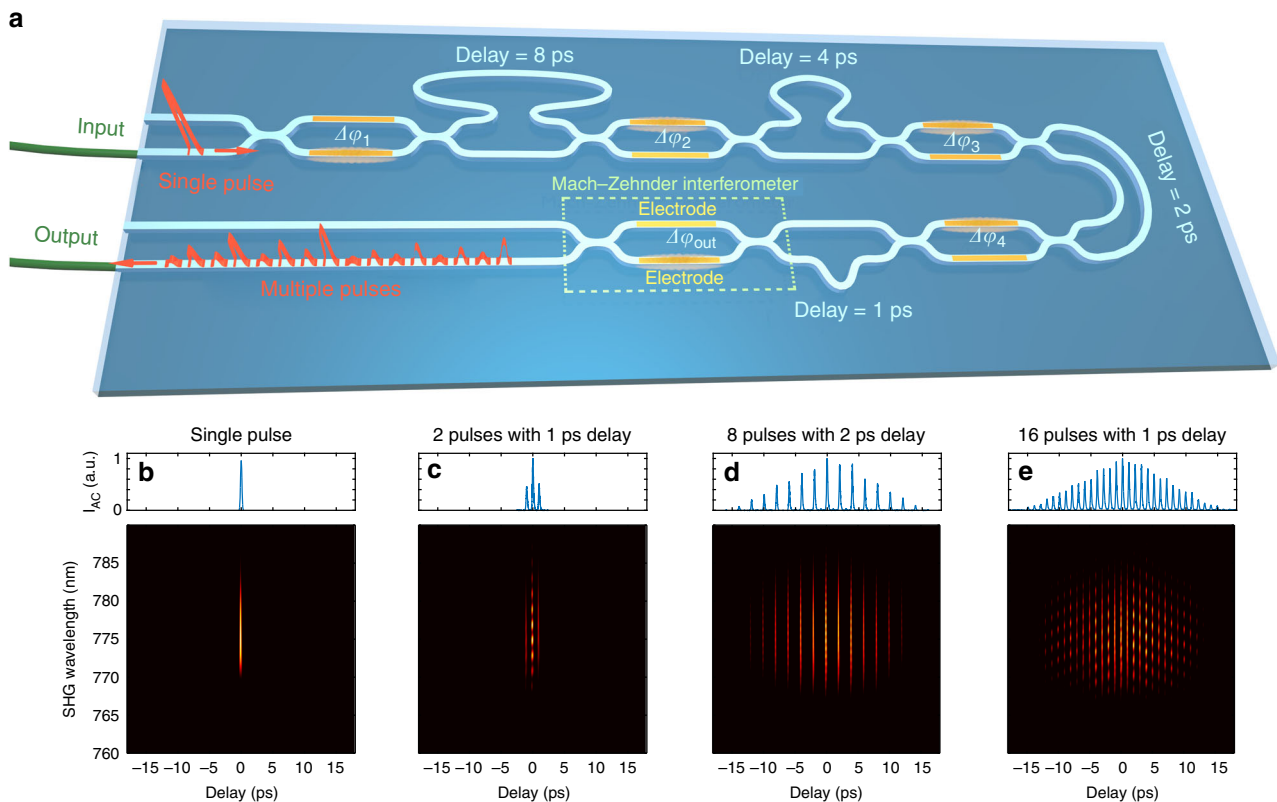 a
Delay = 8 ps
Delay = 4 ps
Input
Δφ1
Δφ2
Δφ3
Delay = 2 ps
Single pulse
Mach–Zehnder interferometer
Electrode
Output
Δφout
Δφ4
Electrode
Multiple pulses
Delay = 1 ps
Single pulse
2 pulses with 1 ps delay
8 pulses with 2 ps delay
16 pulses with 1 ps delay
1
0
IAC (a.u.)
b
c
d
e
785
780
775
770
765
760
SHG wavelength (nm)
–15 –10 –5 0 5 10 15
–15 –10 –5 0 5 10 15
–15 –10 –5 0 5 10 15
–15 –10 –5 0 5 10 15
Delay (ps)
Delay (ps)
Delay (ps)
Delay (ps)